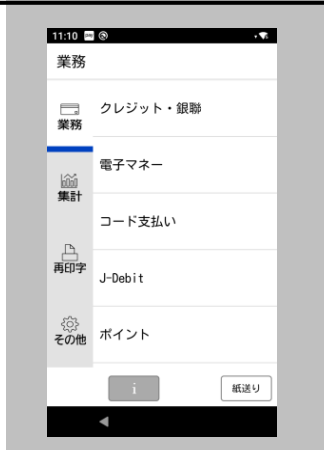 11:10
業務
業務
クレジット・銀聯
電子マネー
集計
コード支払い
再印字
J-Debit
その他
ポイント
i
紙送り